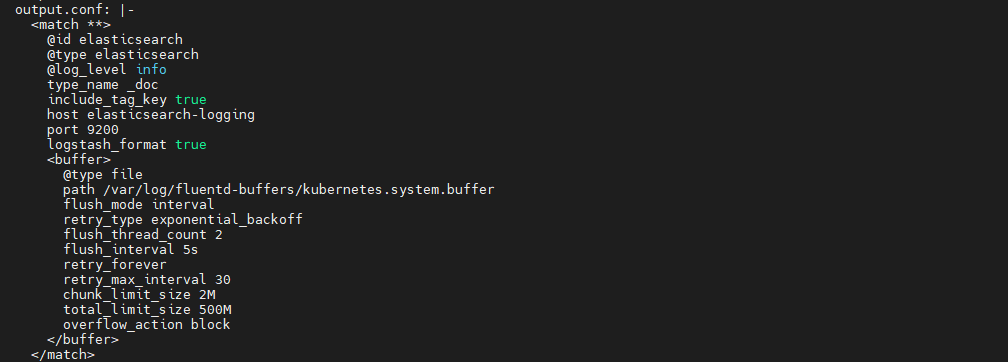 output.conf: |-
<match **>
@id elasticsearch
@type elasticsearch
@log_level info
type_name _doc
include_tag_key true
host elasticsearch-logging
port 9200
logstash_format true
<buffer>
@type file
path /var/log/fluentd-buffers/kubernetes.system.buffer
flush_mode interval
retry_type exponential_backoff
flush_thread_count 2
flush_interval 5s
retry_forever
retry_max_interval 30
chunk_limit_size 2M
total_limit_size 500M
overflow_action block
</buffer>
</match>